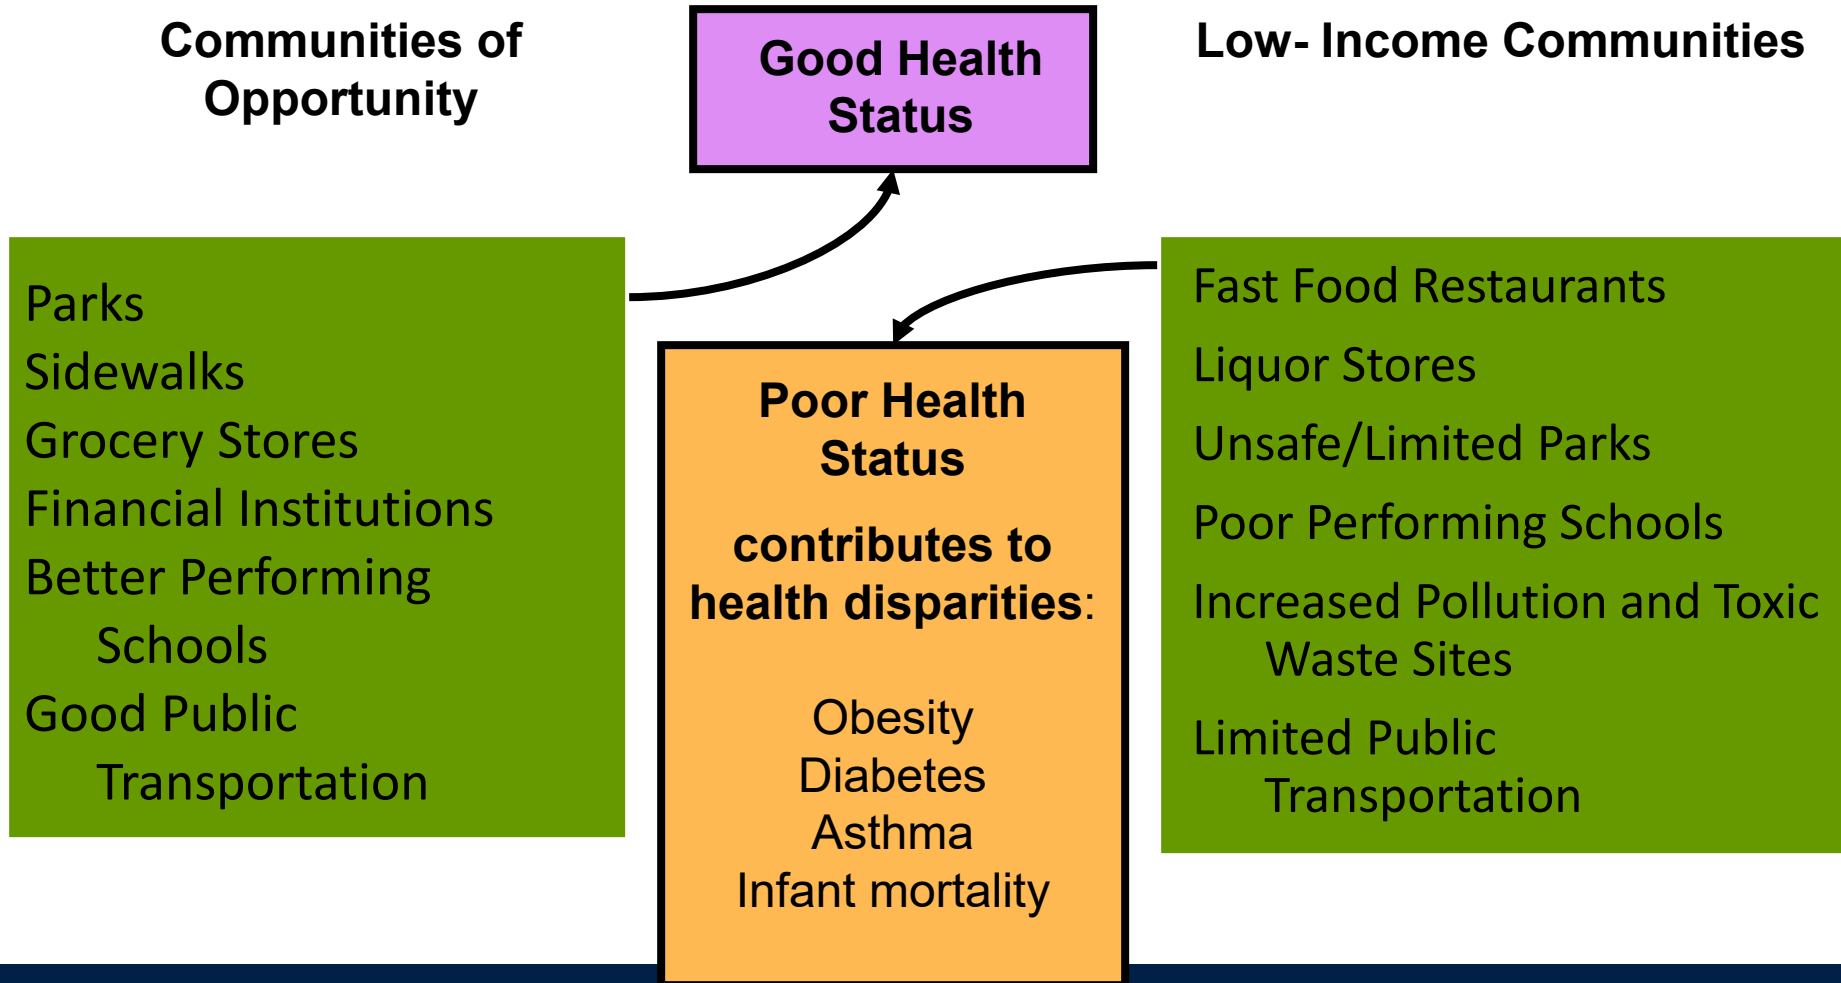 Communities of
Opportunity
Good Health
Status
Low- Income Communities
Parks
Sidewalks
Grocery Stores
Financial Institutions
Better Performing
Schools
Good Public
Transportation
Poor Health
Status
contributes to
health disparities:
Obesity
Diabetes
Asthma
Infant mortality
Fast Food Restaurants
Liquor Stores
Unsafe/Limited Parks
Poor Performing Schools
Increased Pollution and Toxic
Waste Sites
Limited Public
Transportation